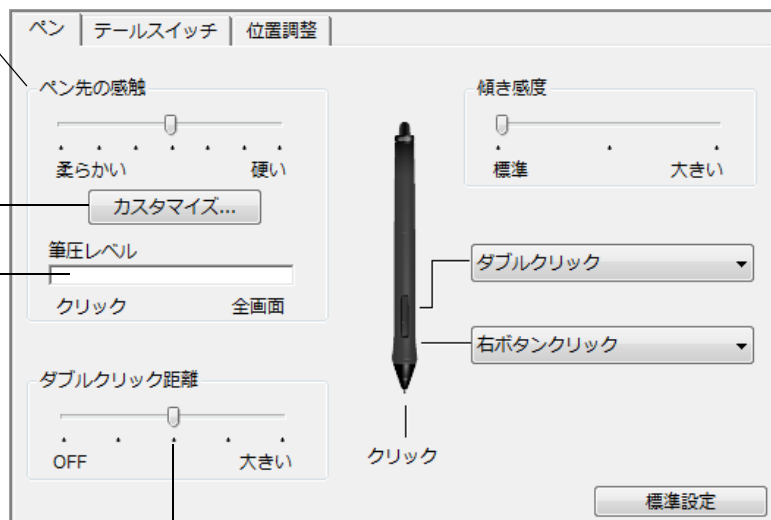 ペン
テールスイッチ
位置調整
ペン先の感触
柔らかい
硬い
カスタマイズ...
筆圧レベル
クリック
全画面
ダブルクリック距離
OFF
大きい
傾き感度
標準
大きい
ダブルクリック
右ボタンクリック
クリック
標準設定